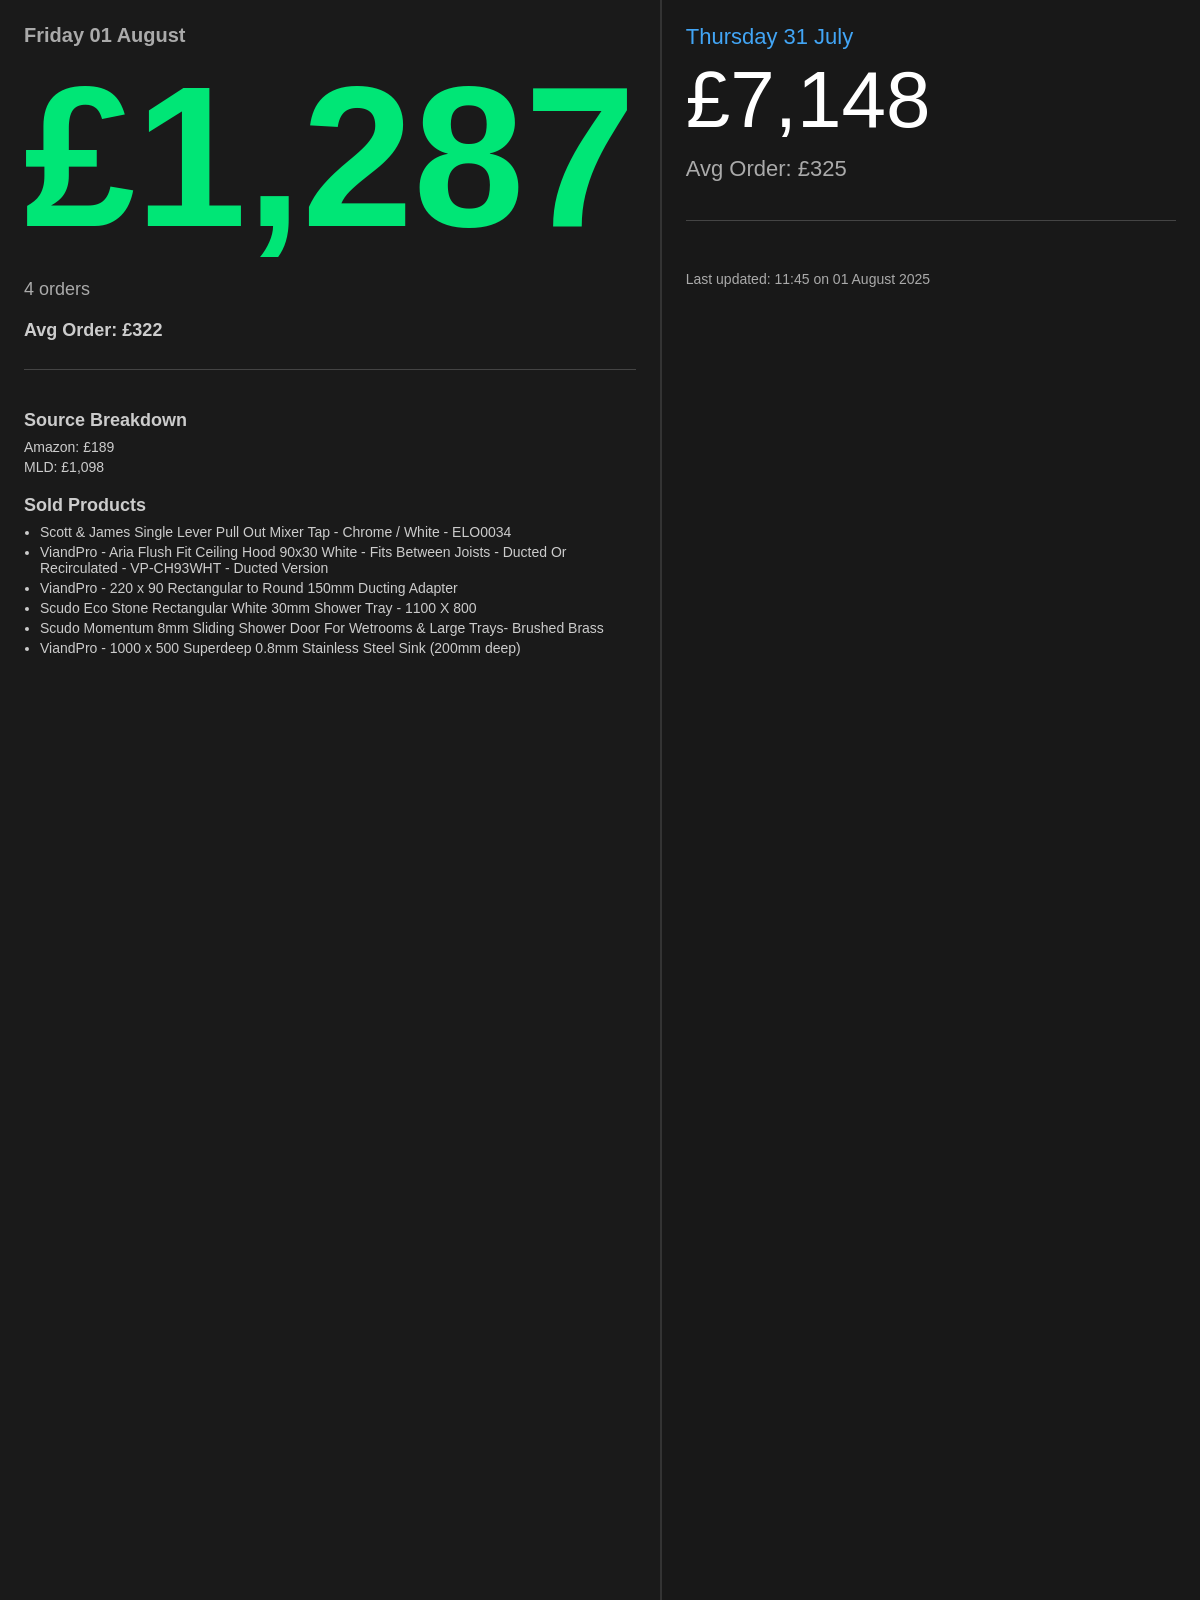 Friday 01 August
£1,287
4 orders
Avg Order: £322
Source Breakdown
Amazon: £189
MLD: £1,098
Sold Products
• Scott & James Single Lever Pull Out Mixer Tap - Chrome / White - ELO0034
• ViandPro - Aria Flush Fit Ceiling Hood 90x30 White - Fits Between Joists - Ducted Or
Recirculated - VP-CH93WHT - Ducted Version
• ViandPro - 220 x 90 Rectangular to Round 150mm Ducting Adapter
• Scudo Eco Stone Rectangular White 30mm Shower Tray - 1100 X 800
• Scudo Momentum 8mm Sliding Shower Door For Wetrooms & Large Trays- Brushed Brass
• ViandPro - 1000 x 500 Superdeep 0.8mm Stainless Steel Sink (200mm deep)
Thursday 31 July
£7,148
Avg Order: £325
Last updated: 11:45 on 01 August 2025